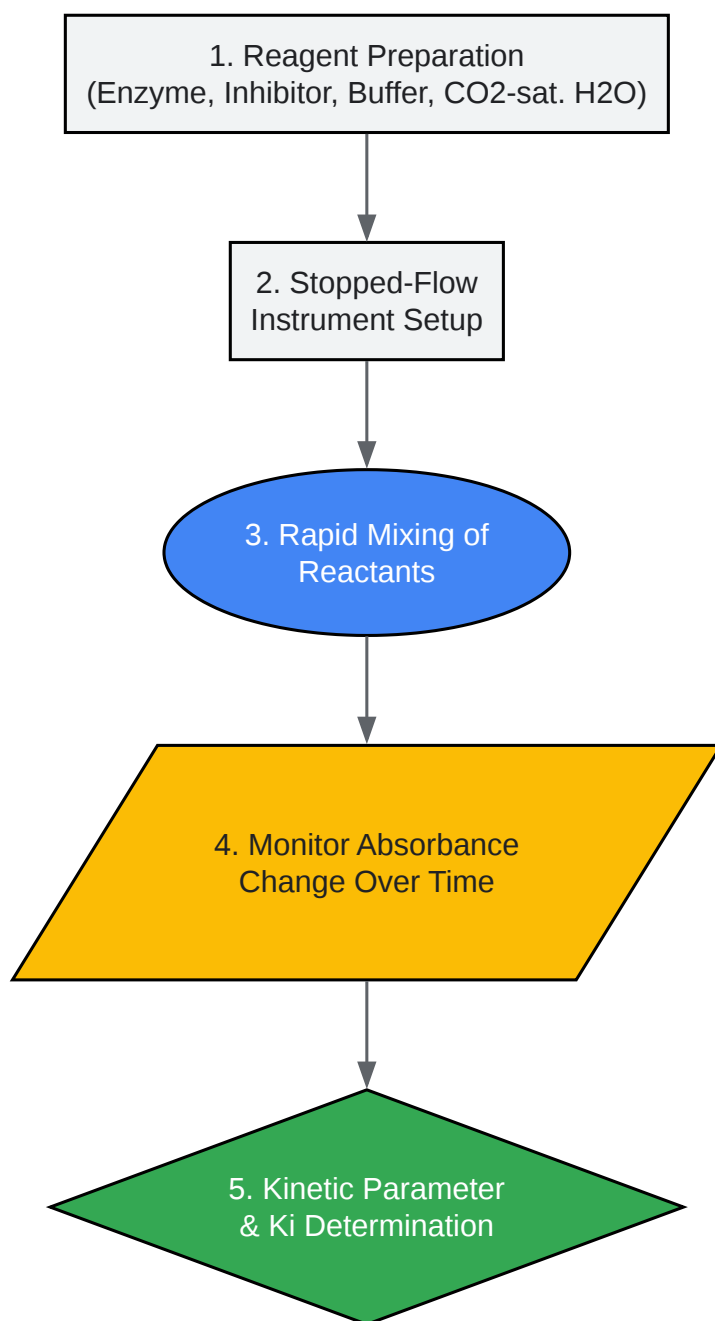 1. Reagent Preparation
(Enzyme, Inhibitor, Buffer, CO2-sat. H2O)
2. Stopped-Flow
Instrument Setup
3. Rapid Mixing of
Reactants
4. Monitor Absorbance
Change Over Time
5. Kinetic Parameter
& Ki Determination